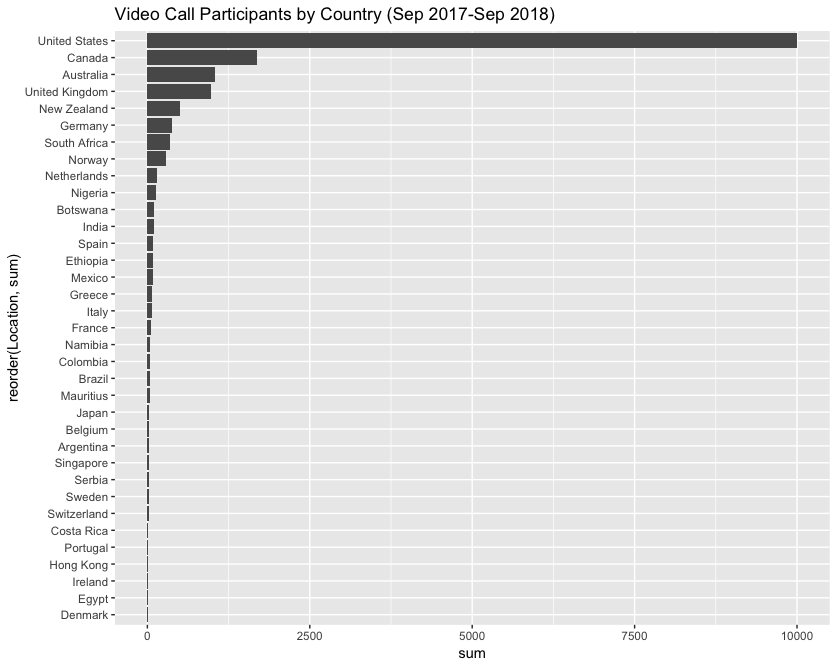 Video Call Participants by Country (Sep 2017-Sep 2018)
United States
Canada
Australia
United Kingdom
New Zealand
Germany
South Africa
Norway
Netherlands
Nigeria
Botswana
India
Spain
Ethiopia
Mexico
Greece
Italy
France
Namibia
Colombia
Brazil
Mauritius
Japan
Belgium
Argentina
Singapore
Serbia
Sweden
Switzerland
Costa Rica
Portugal
Hong Kong
Ireland
Egypt
Denmark
reorder(Location, sum)
0 2500 5000 7500 10000
sum